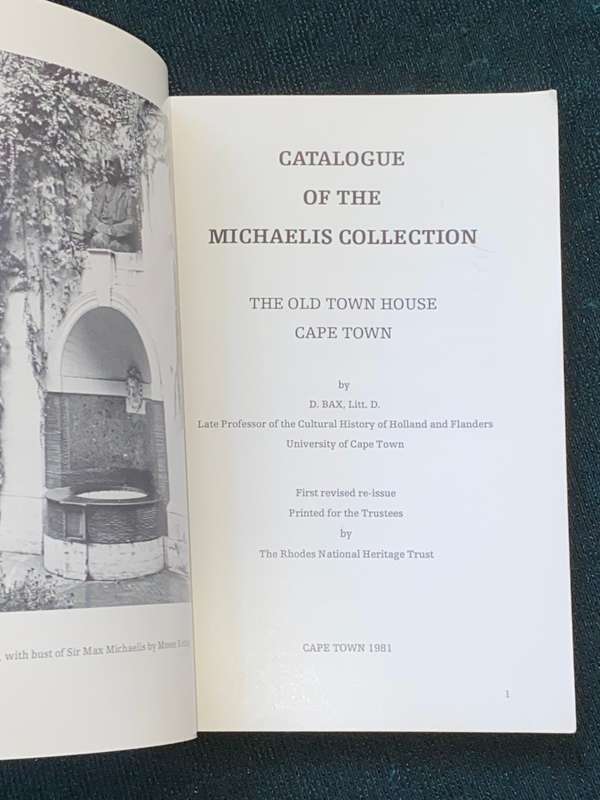 , with bust of Sir Max Michaelis by
CATALOGUE
OF THE
MICHAELIS COLLECTION
THE OLD TOWN HOUSE
CAPE TOWN
by
D. BAX, Litt. D.
Late Professor of the Cultural History of Holland and Flanders
University of Cape Town
First revised re-issue
Printed for the Trustees
by
The Rhodes National Heritage Trust
CAPE TOWN 1981
1